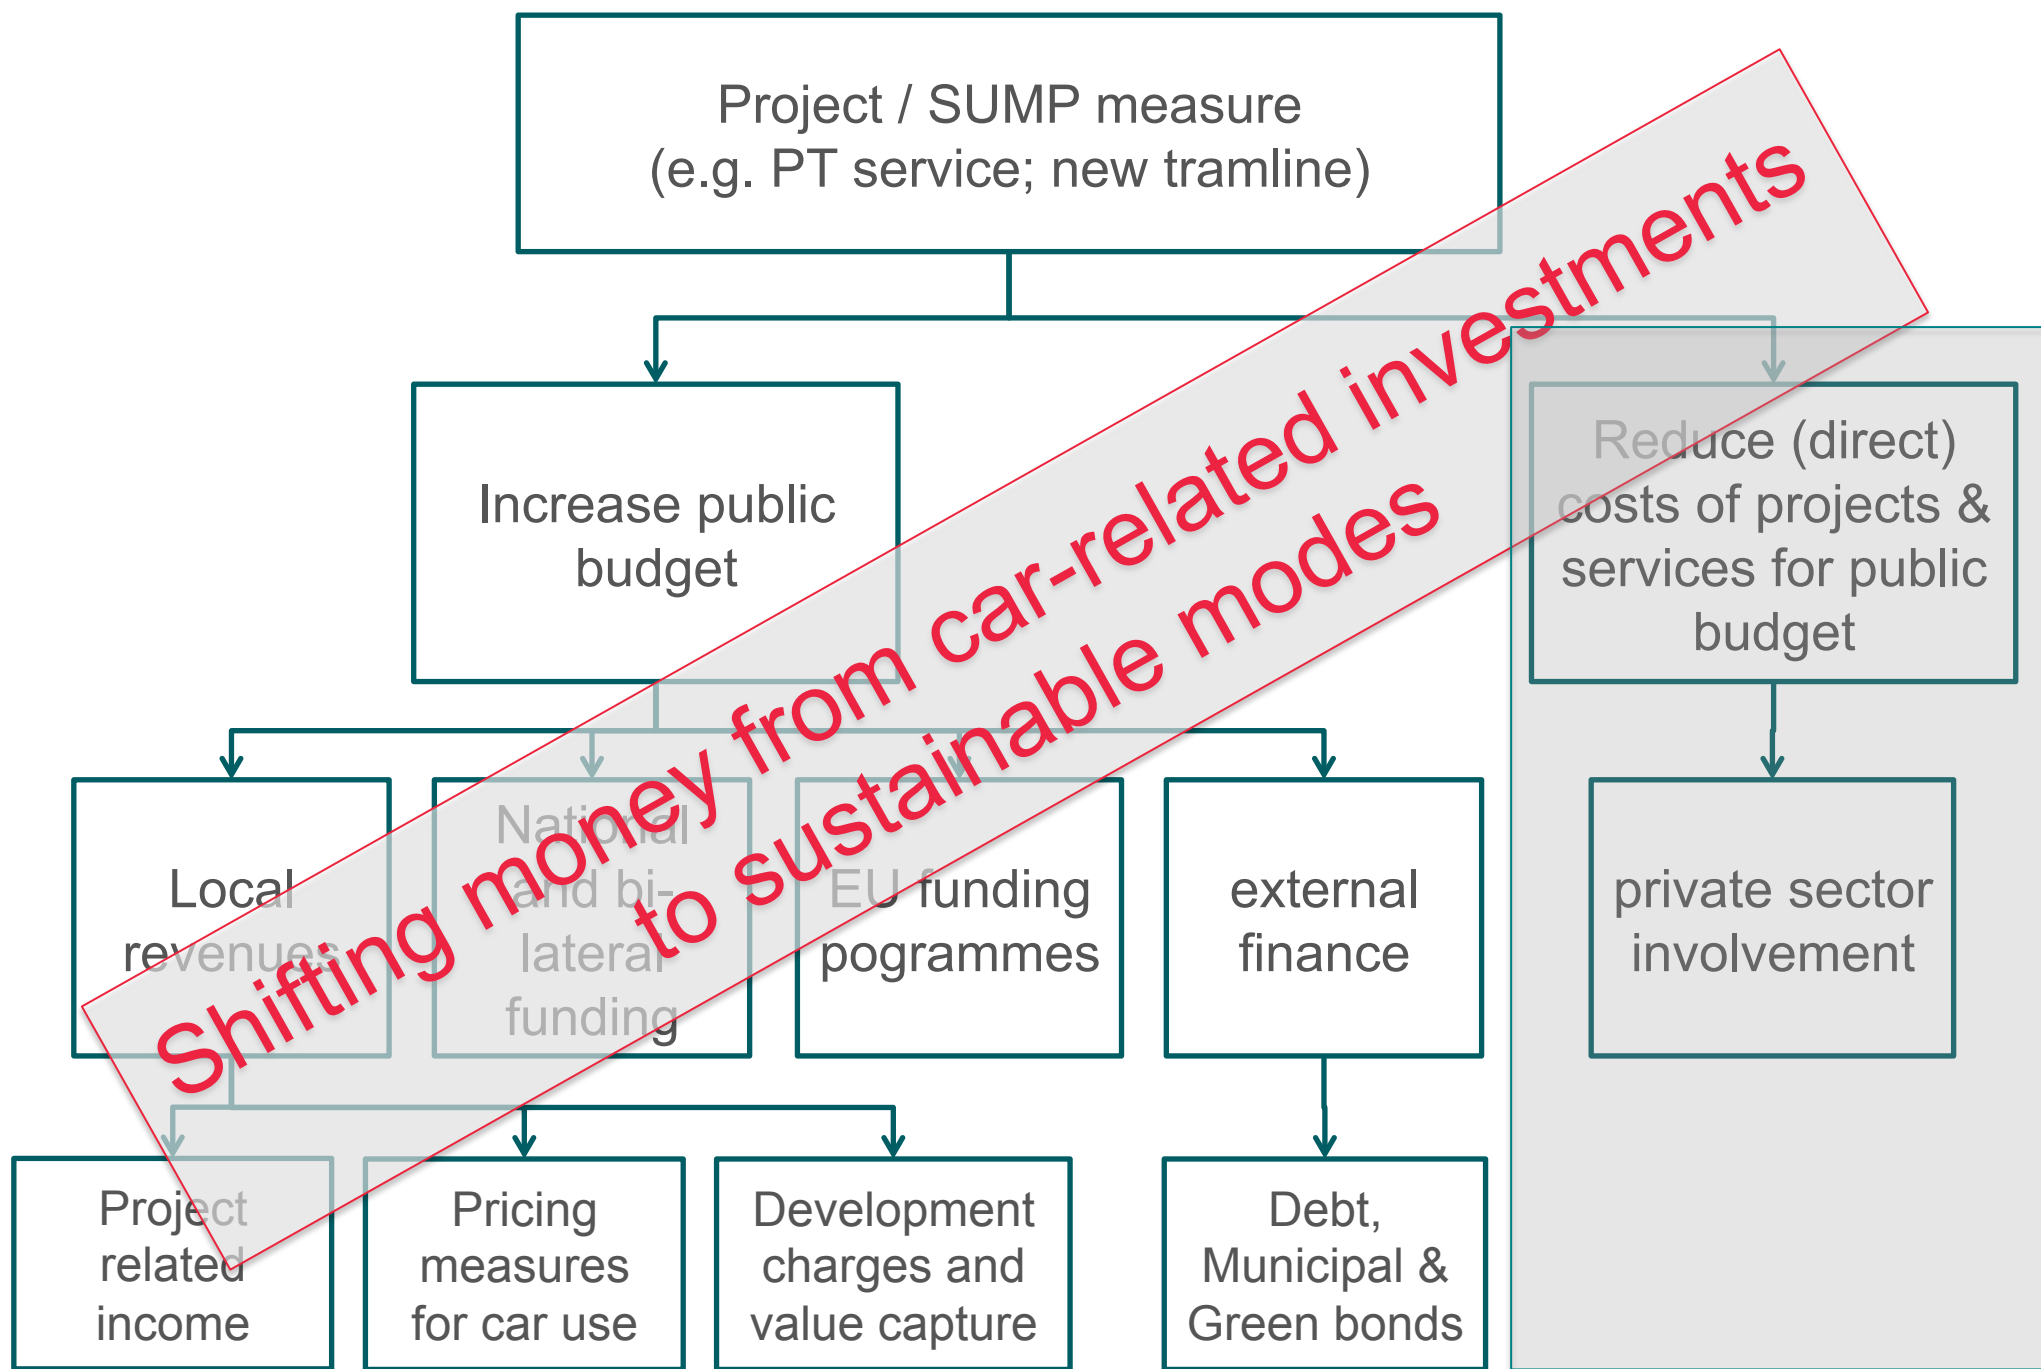 Project / SUMP measure
(e.g. PT service; new tramline)
Shifting money from car-related investments
to sustainable modes
Increase public
budget
Reduce (direct)
costs of projects &
services for public
budget
Local
revenues
National
and bi-
lateral
funding
EU funding
pogrammes
external
finance
private sector
involvement
Project
related
income
Pricing
measures
for car use
Development
charges and
value capture
Debt,
Municipal &
Green bonds